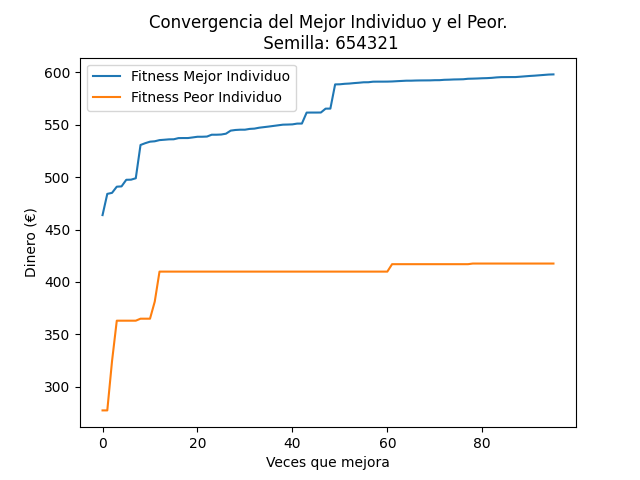 Convergencia del Mejor Individuo y el Peor.
Semilla: 654321
Fitness Mejor Individuo
Fitness Peor Individuo
Dinero (€)
600
550
500
450
400
350
300
0 20 40 60 80
Veces que mejora